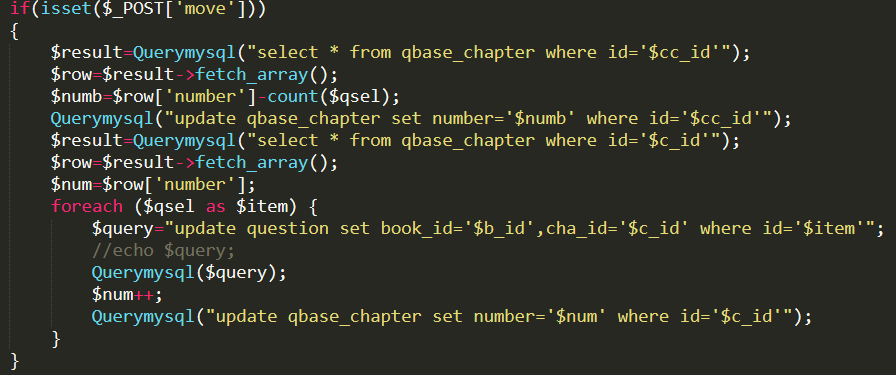 if(isset($_POST['move']))
{
    $result=Querymysql("select * from qbase_chapter where id='$cc_id'");
    $row=$result->fetch_array();
    $numb=$row['number']-count($qsel);
    Querymysql("update qbase_chapter set number='$numb' where id='$cc_id'");
    $result=Querymysql("select * from qbase_chapter where id='$c_id'");
    $row=$result->fetch_array();
    $num=$row['number'];
    foreach ($qsel as $item) {
        $query="update question set book_id='$b_id',cha_id='$c_id' where id='$item'";
        //echo $query;
        Querymysql($query);
        $num++;
        Querymysql("update qbase_chapter set number='$num' where id='$c_id'");
    }
}